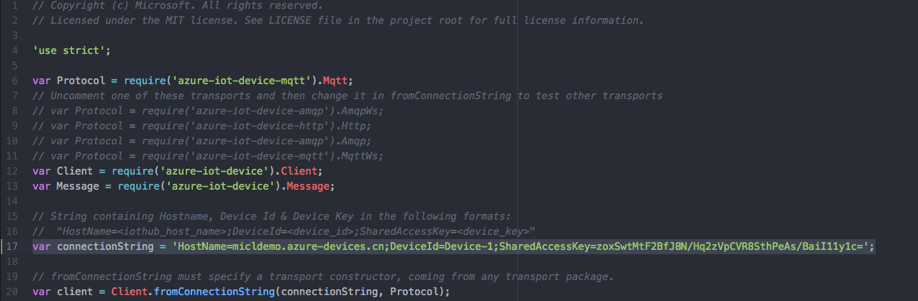 1 // Copyright (c) Microsoft. All rights reserved.
2 // Licensed under the MIT license. See LICENSE file in the project root for full license information.
3
4 'use strict';
5
6 var Protocol = require('azure-iot-device-mqtt').Mqtt;
7 // Uncomment one of these transports and then change it in fromConnectionString to test other transports
8 // var Protocol = require('azure-iot-device-amqp').AmqpWs;
9 // var Protocol = require('azure-iot-device-http').Http;
10 // var Protocol = require('azure-iot-device-amqp').Amqp;
11 // var Protocol = require('azure-iot-device-mqtt').MqttWs;
12 var Client = require('azure-iot-device').Client;
13 var Message = require('azure-iot-device').Message;
14
15 // String containing Hostname, Device Id & Device Key in the following formats:
16 //  "HostName=<iothub_host_name>;DeviceId=<device_id>;SharedAccessKey=<device_key>"
17 var connectionString = 'HostName=micldemo.azure-devices.cn;DeviceId=Device-1;SharedAccessKey=zoxSwtMtF2BfJ8N/Hq2zVpCVR8SthPeAs/BaiI11y1c=';
18
19 // fromConnectionString must specify a transport constructor, coming from any transport package.
20 var client = Client.fromConnectionString(connectionString, Protocol);